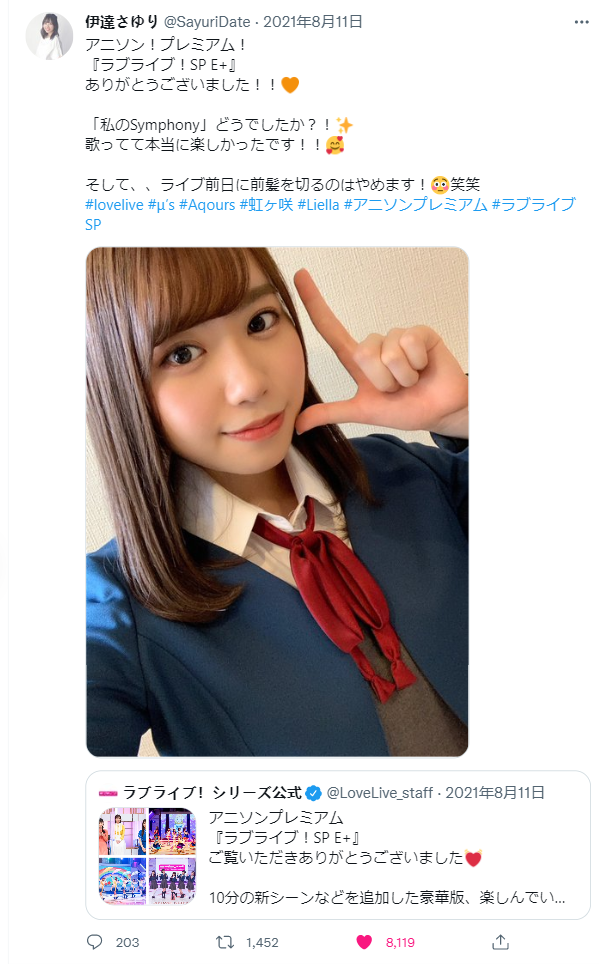 伊達さゆり @SayuriDate · 2021年8月11日
アニソン！プレミアム！
『ラブライブ！SP E+』
ありがとうございました！！🧡
「私のSymphony」どうでしたか？！✨
歌ってて本当に楽しかったです！！🥰
そして、、ライブ前日に前髪を切るのはやめます！😳笑笑
#lovelive #μ's #Aqours #虹ヶ咲 #Liella #アニソンプレミアム #ラブライブ
SP
ラブライブ！シリーズ公式 @LoveLive_staff · 2021年8月11日
アニソンプレミアム
『ラブライブ！SP E+』
ご覧いただきありがとうございました💓
10分の新シーンなどを追加した豪華版、楽しんでい...
203 1,452 8,119